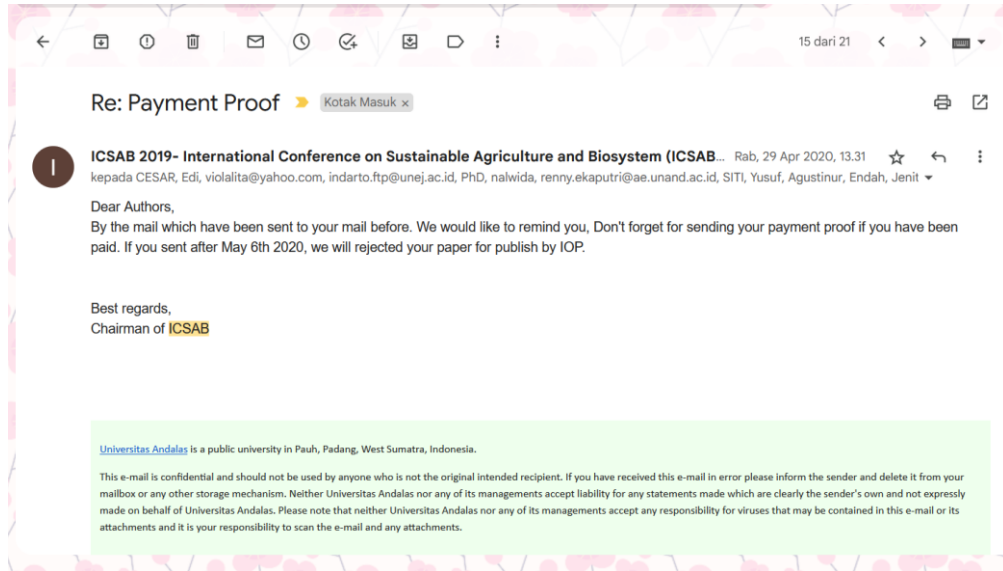 15 dari 21
Re: Payment Proof
Kotak Masuk ×
I
ICSAB 2019- International Conference on Sustainable Agriculture and Biosystem (ICSAB... Rab, 29 Apr 2020, 13.31
kepada CESAR, Edi, violalita@yahoo.com, indarto.ftp@unej.ac.id, PhD, nalwida, renny.ekaputri@ae.unand.ac.id, SITI, Yusuf, Agustinur, Endah, Jenit
Dear Authors,
By the mail which have been sent to your mail before. We would like to remind you, Don't forget for sending your payment proof if you have been
paid. If you sent after May 6th 2020, we will rejected your paper for publish by IOP.
Best regards,
Chairman of ICSAB
Universitas Andalas is a public university in Pauh, Padang, West Sumatra, Indonesia.
This e-mail is confidential and should not be used by anyone who is not the original intended recipient. If you have received this e-mail in error please inform the sender and delete it from your
mailbox or any other storage mechanism. Neither Universitas Andalas nor any of its managements accept liability for any statements made which are clearly the sender's own and not expressly
made on behalf of Universitas Andalas. Please note that neither Universitas Andalas nor any of its managements accept any responsibility for viruses that may be contained in this e-mail or its
attachments and it is your responsibility to scan the e-mail and any attachments.